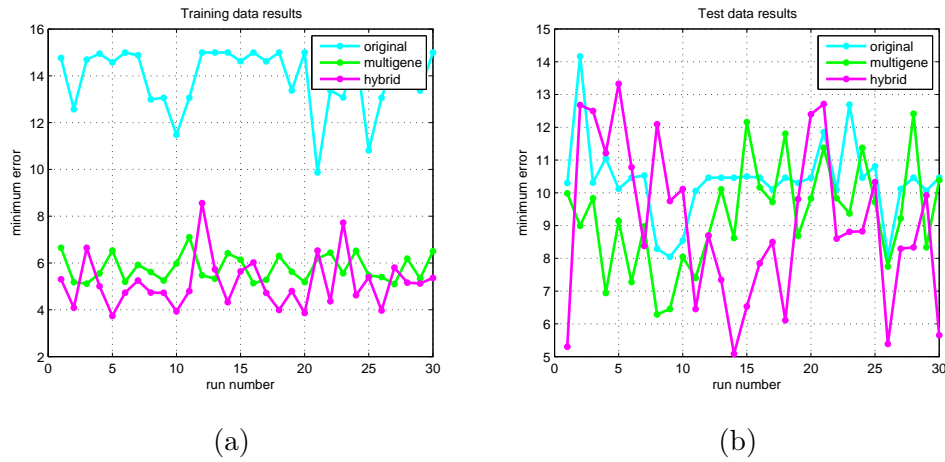 Training data results
16
14
12
10
8
6
4
2
minimum error
0
5
10
15
20
25
30
run number
original
multigene
hybrid
(a)
Test data results
15
14
13
12
11
10
9
8
7
6
5
minimum error
0
5
10
15
20
25
30
run number
original
multigene
hybrid
(b)